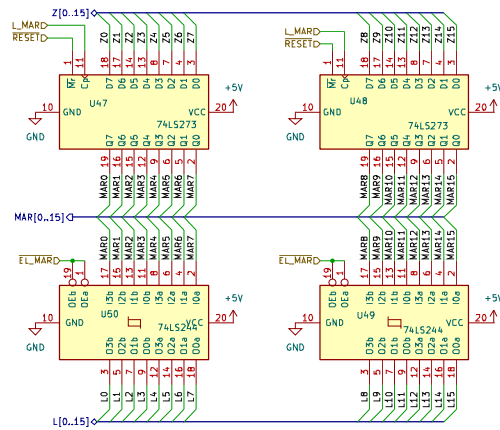 Z[0..15]
L_MAR
RESET
Z0 Z1 Z2 Z3 Z4 Z5 Z6 Z7
1 11 18 17 14 13 8 7 4 3
Mr Cp D7 D6 D5 D4 D3 D2 D1 D0
U47
+5V
10 GND VCC 20
GND
74LS273
Q7 Q6 Q5 Q4 Q3 Q2 Q1 Q0
19 16 15 12 9 6 5 2
MAR0 MAR1 MAR2 MAR3 MAR4 MAR5 MAR6 MAR7
L_MAR
RESET
Z8 Z9 Z10 Z11 Z12 Z13 Z14 Z15
1 11 18 17 14 13 8 7 4 3
Mr Cp D7 D6 D5 D4 D3 D2 D1 D0
U48
+5V
10 GND VCC 20
GND
74LS273
Q7 Q6 Q5 Q4 Q3 Q2 Q1 Q0
19 16 15 12 9 6 5 2
MAR8 MAR9 MAR10 MAR11 MAR12 MAR13 MAR14 MAR15
MAR[0..15]
MAR0 MAR1 MAR2 MAR3 MAR4 MAR5 MAR6 MAR7
EL_MAR
19 1 17 15 13 11 8 6 4 2
OEb OEa I3b I2b I1b I0b I3a I2a I1a I0a
U50
+5V
10 GND VCC 20
GND
74LS244
O3b O2b O1b O0b O3a O2a O1a O0a
3 5 7 9 12 14 16 18
L0 L1 L2 L3 L4 L5 L6 L7
MAR8 MAR9 MAR10 MAR11 MAR12 MAR13 MAR14 MAR15
EL_MAR
19 1 17 15 13 11 8 6 4 2
OEb OEa I3b I2b I1b I0b I3a I2a I1a I0a
U49
+5V
10 GND VCC 20
GND
74LS244
O3b O2b O1b O0b O3a O2a O1a O0a
3 5 7 9 12 14 16 18
L8 L9 L10 L11 L12 L13 L14 L15
L[0..15]